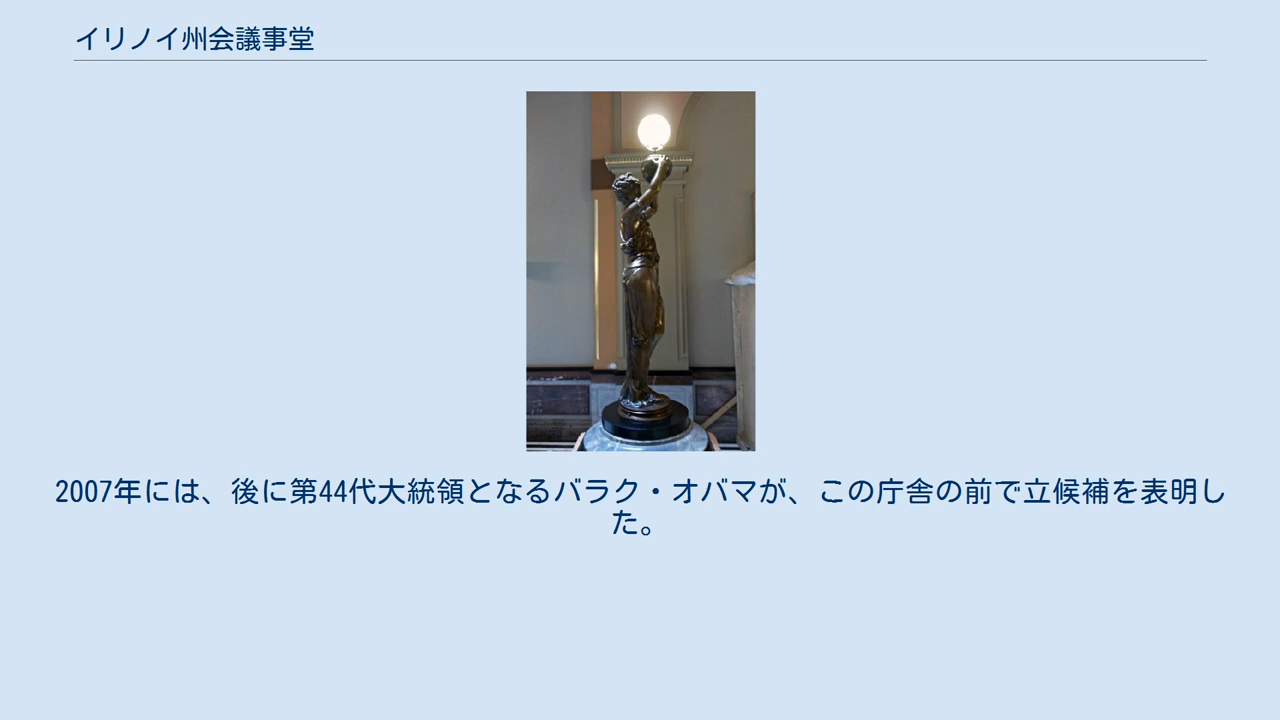 イリノイ州会議事堂
2007年には、後に第44代大統領となるバラク・オバマが、この庁舎の前で立候補を表明し
た。